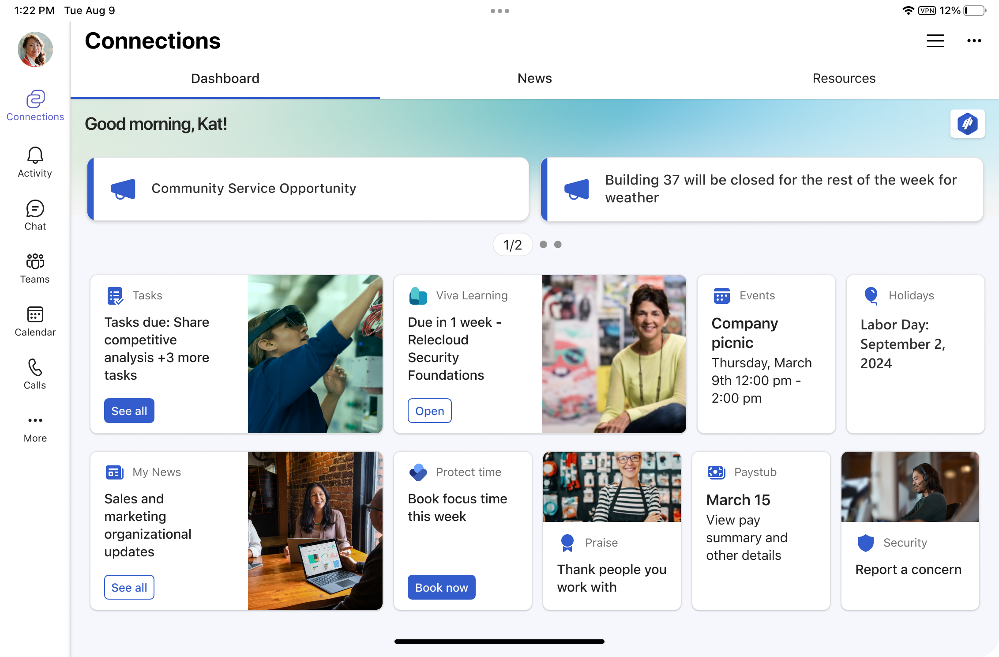 1:22 PM Tue Aug 9
VPN 12%
Connections
Dashboard
News
Resources
Connections
Activity
Chat
Teams
Calendar
Calls
More
Good morning, Kat!
Community Service Opportunity
Building 37 will be closed for the rest of the week for
weather
1/2
Tasks
Tasks due: Share
competitive
analysis +3 more
tasks
See all
Viva Learning
Due in 1 week -
Relecloud
Security
Foundations
Open
Events
Company
picnic
Thursday, March
9th 12:00 pm -
2:00 pm
Holidays
Labor Day:
September 2,
2024
My News
Sales and
marketing
organizational
updates
See all
Protect time
Book focus time
this week
Book now
Praise
Thank people you
work with
Paystub
March 15
View pay
summary and
other details
Security
Report a concern